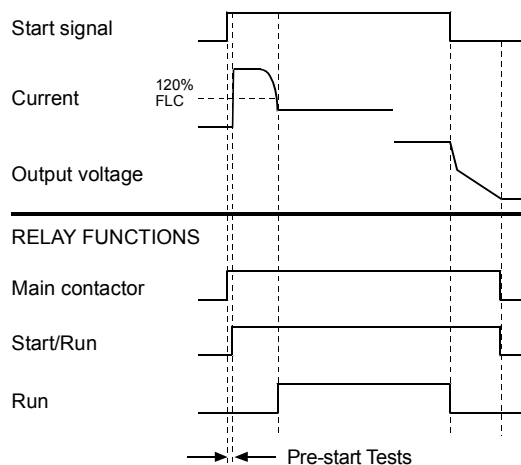 Start signal
120%
FLC
Current
Output voltage
RELAY FUNCTIONS
Main contactor
Start/Run
Run
Pre-start Tests